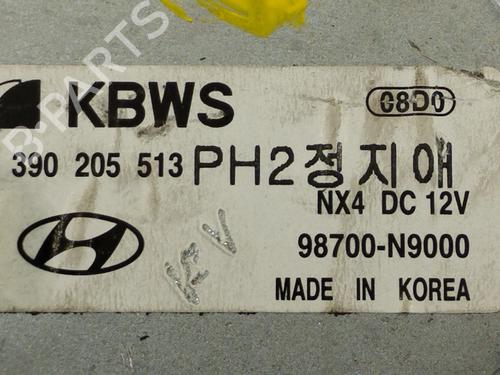 B-PARTS
KBWS 08D0
390 205 513 PH2정지애
NX4 DC 12V
98700-N9000
MADE IN KOREA